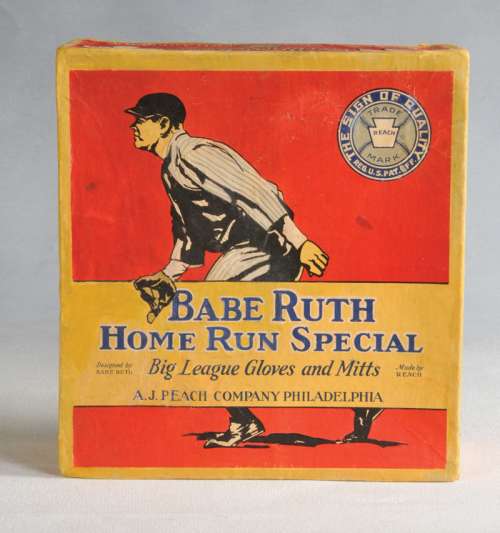 THE SIGN OF QUALITY
TRADE
REACH
MARK
REG. U.S. PAT. OFF.
BABE RUTH
HOME RUN SPECIAL
Designed by
BABE RUTH
Big League Gloves and Mitts
Made by
REACH
A.J. REACH COMPANY PHILADELPHIA